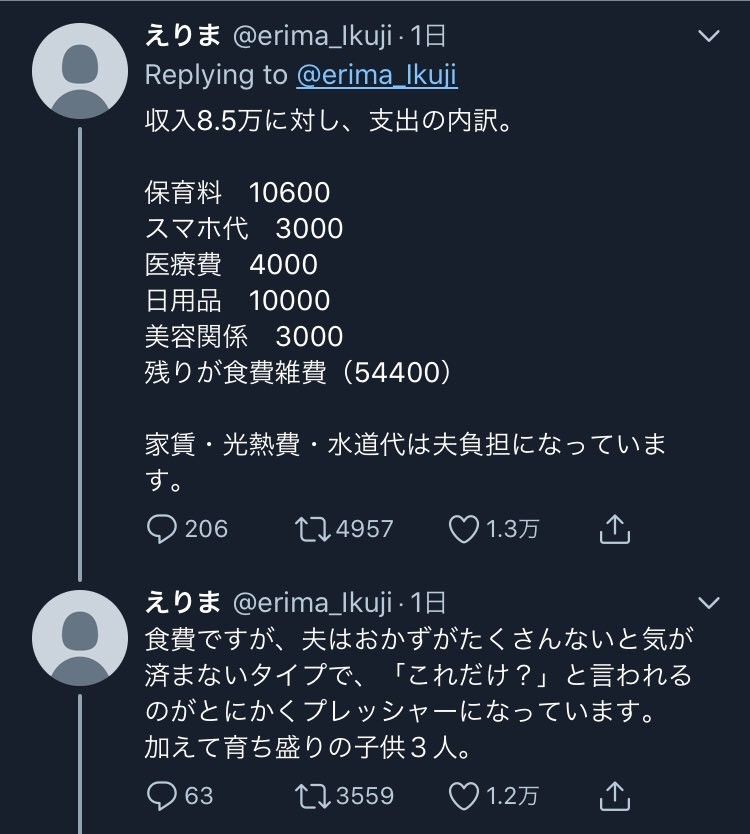 えりま @erima_Ikuji · 1日
Replying to @erima_Ikuji
収入8.5万に対し、支出の内訳。
保育料　10600
スマホ代　3000
医療費　4000
日用品　10000
美容関係　3000
残りが食費雑費（54400）
家賃・光熱費・水道代は夫負担になっていま
す。
206 4957 1.3万
えりま @erima_Ikuji · 1日
食費ですが、夫はおかずがたくさんないと気が
済まないタイプで、「これだけ？」と言われる
のがとにかくプレッシャーになっています。
加えて育ち盛りの子供３人。
63 3559 1.2万